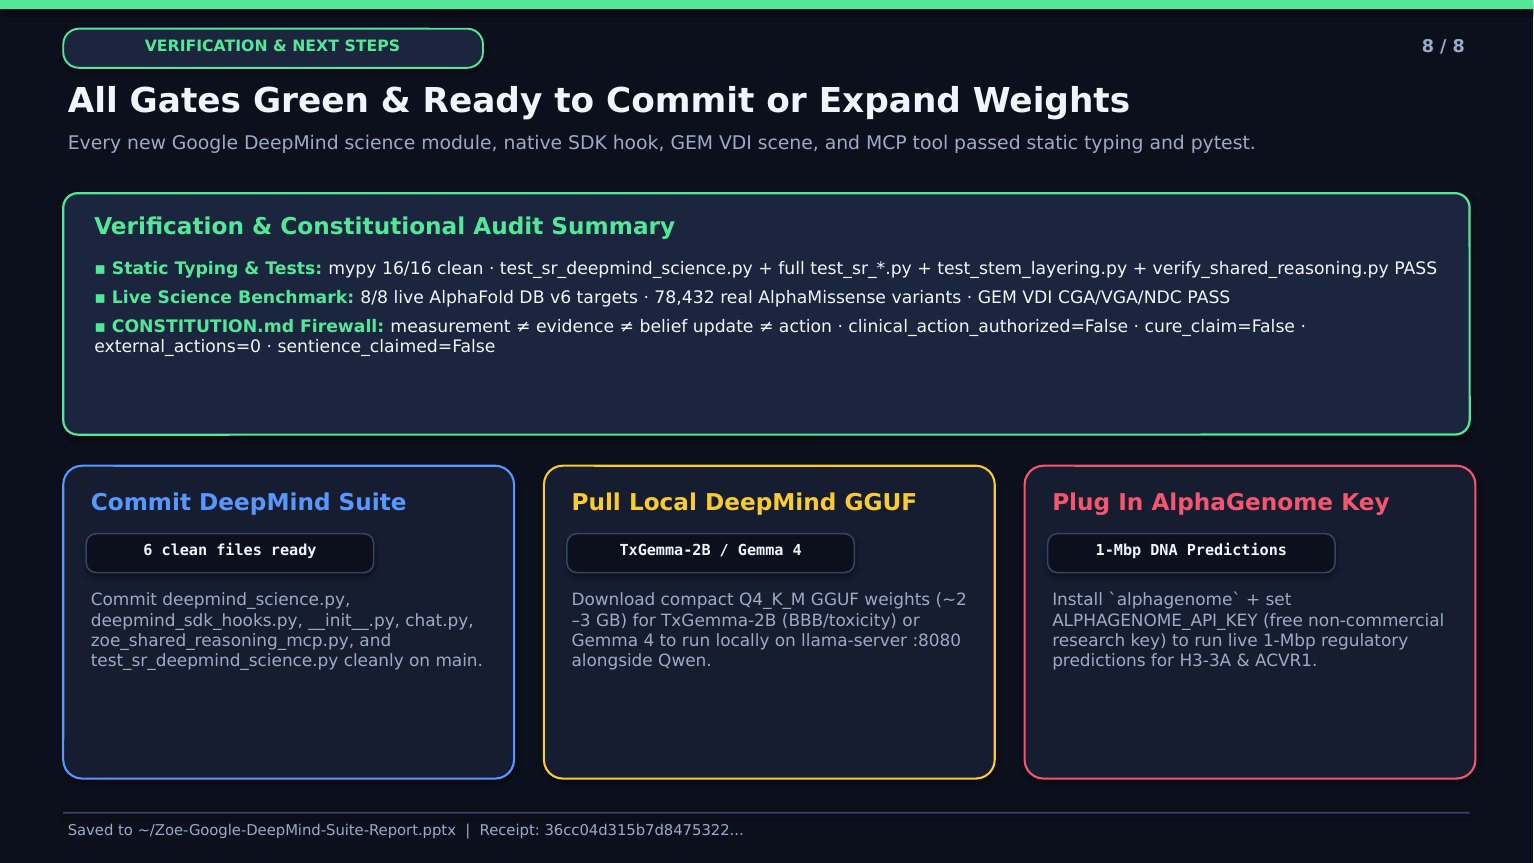 VERIFICATION & NEXT STEPS
8 / 8
All Gates Green & Ready to Commit or Expand Weights
Every new Google DeepMind science module, native SDK hook, GEM VDI scene, and MCP tool passed static typing and pytest.
Verification & Constitutional Audit Summary
▪ Static Typing & Tests: mypy 16/16 clean · test_sr_deepmind_science.py + full test_sr_*.py + test_stem_layering.py + verify_shared_reasoning.py PASS
▪ Live Science Benchmark: 8/8 live AlphaFold DB v6 targets · 78,432 real AlphaMissense variants · GEM VDI CGA/VGA/NDC PASS
▪ CONSTITUTION.md Firewall: measurement ≠ evidence ≠ belief update ≠ action · clinical_action_authorized=False · cure_claim=False ·
external_actions=0 · sentience_claimed=False
Commit DeepMind Suite
6 clean files ready
Commit deepmind_science.py,
deepmind_sdk_hooks.py, __init__.py, chat.py,
zoe_shared_reasoning_mcp.py, and
test_sr_deepmind_science.py cleanly on main.
Pull Local DeepMind GGUF
TxGemma-2B / Gemma 4
Download compact Q4_K_M GGUF weights (~2
–3 GB) for TxGemma-2B (BBB/toxicity) or
Gemma 4 to run locally on llama-server :8080
alongside Qwen.
Plug In AlphaGenome Key
1-Mbp DNA Predictions
Install `alphagenome` + set
ALPHAGENOME_API_KEY (free non-commercial
research key) to run live 1-Mbp regulatory
predictions for H3-3A & ACVR1.
Saved to ~/Zoe-Google-DeepMind-Suite-Report.pptx | Receipt: 36cc04d315b7d8475322...